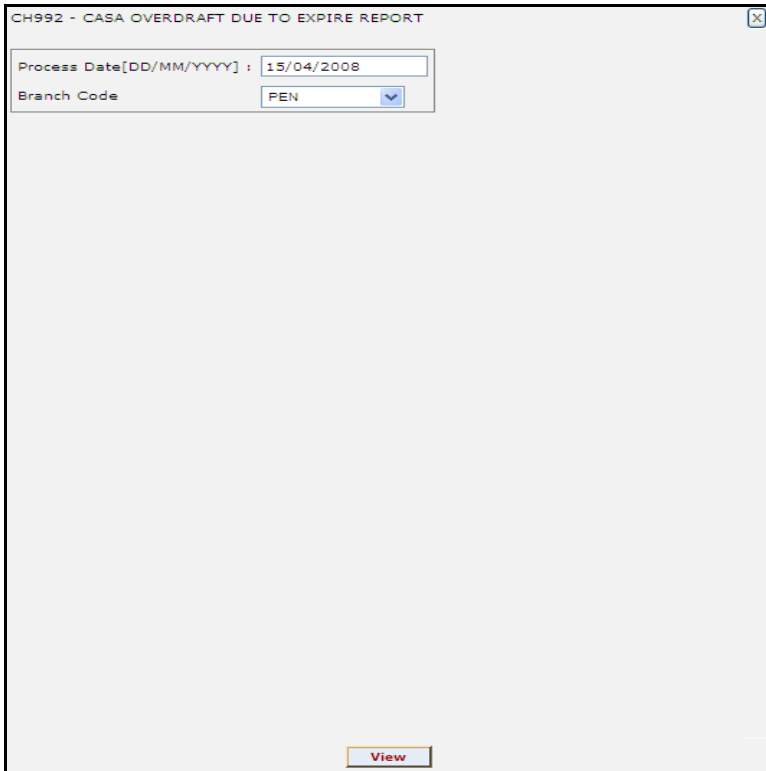 CH992 - CASA OVERDRAFT DUE TO EXPIRE REPORT
Process Date[DD/MM/YYYY] : 15/04/2008
Branch Code PEN
View